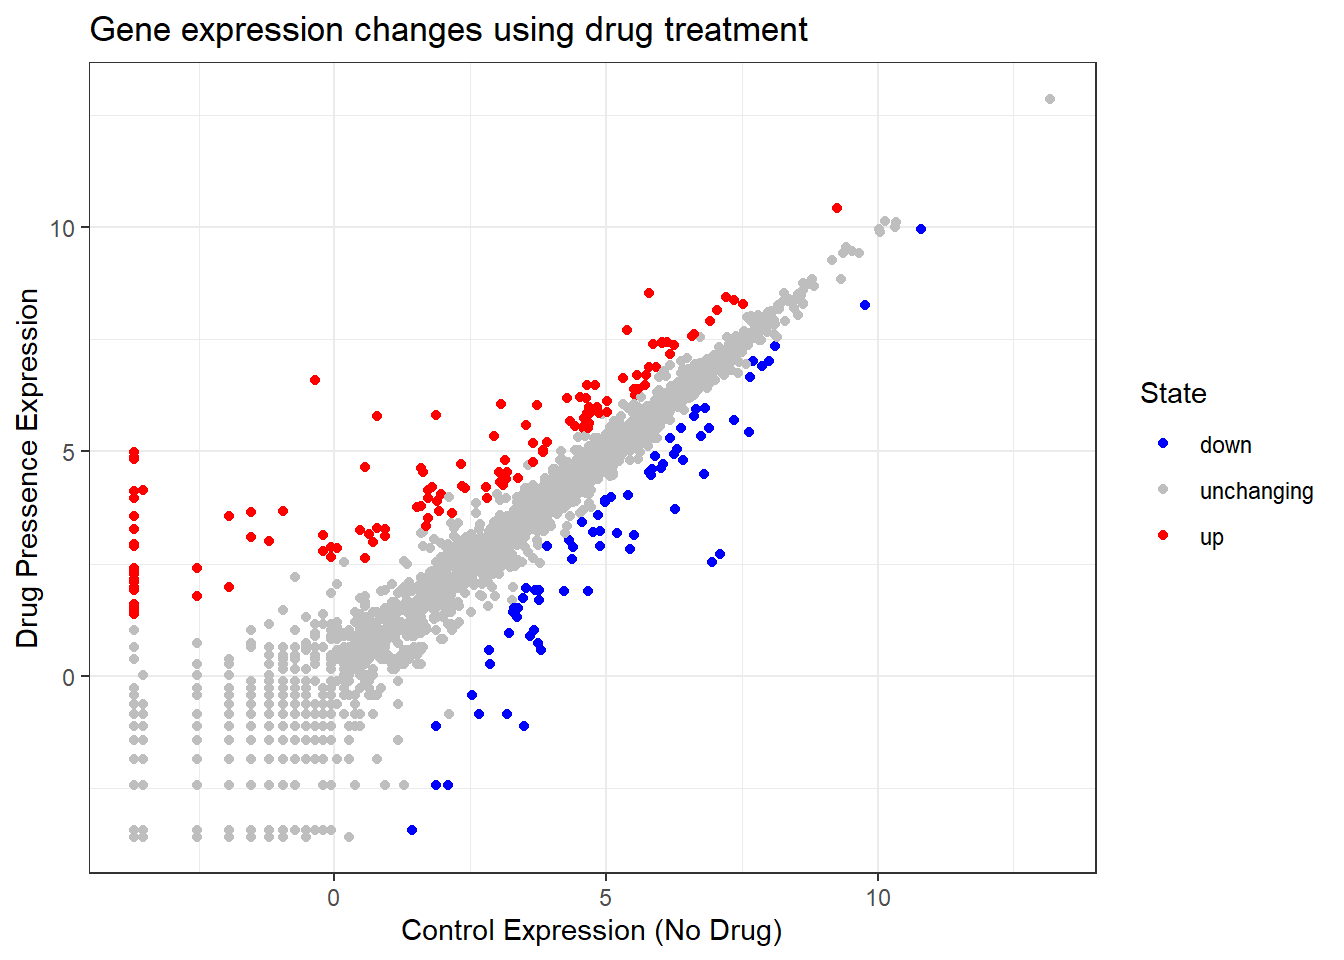 Gene expression changes using drug treatment
Drug Pressence Expression
10
5
0
0
5
10
Control Expression (No Drug)
State
down
unchanging
up